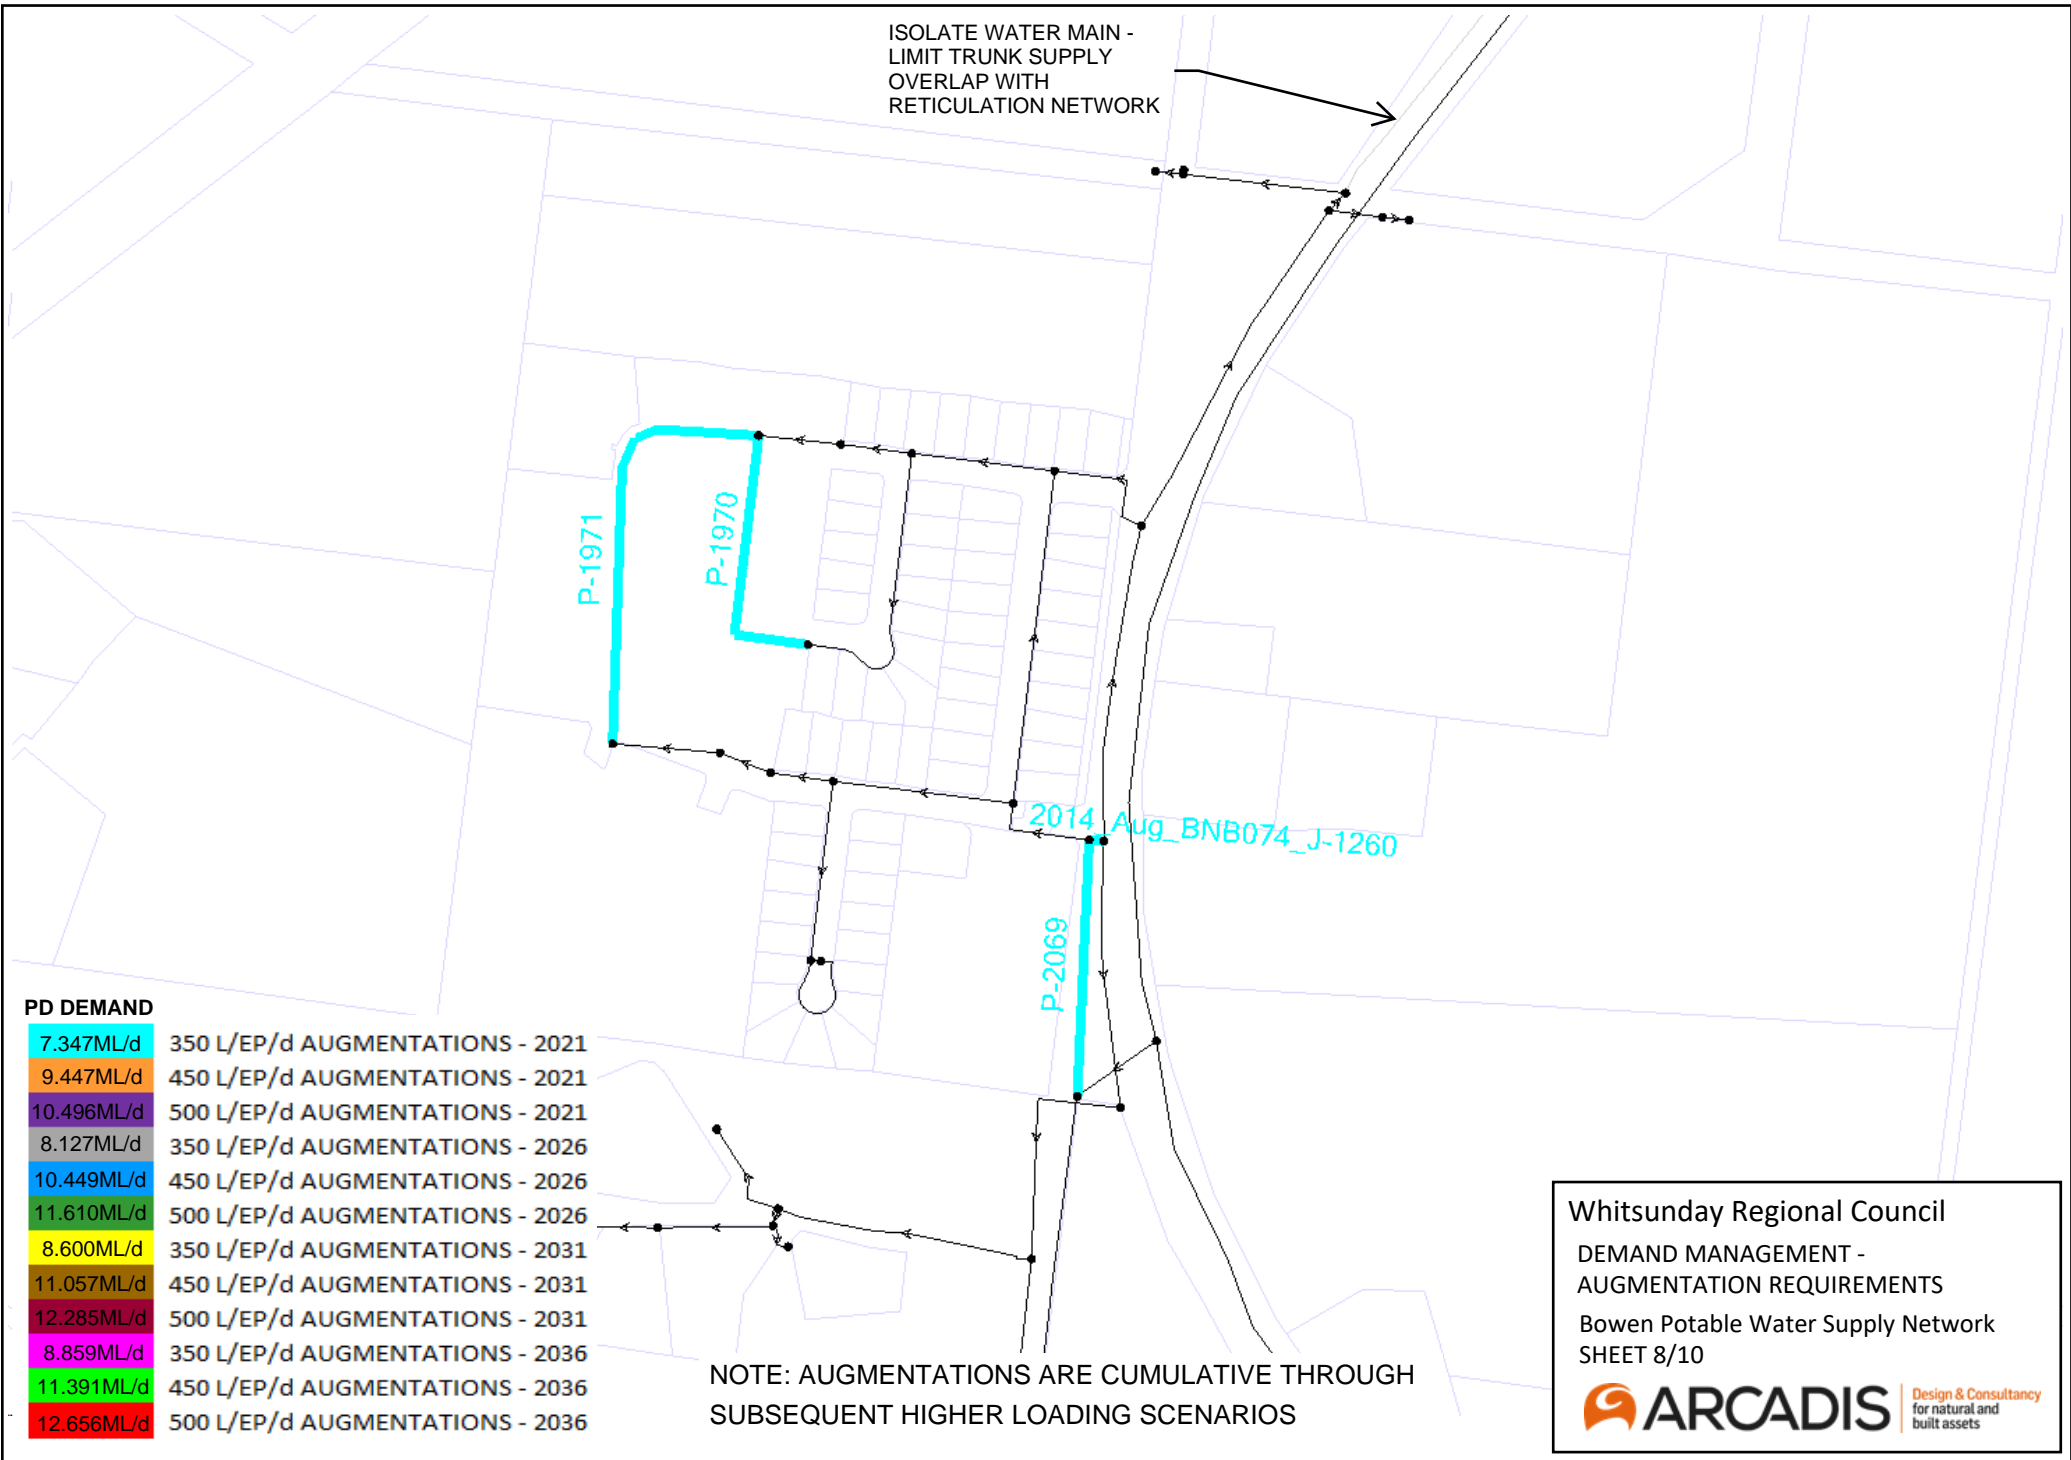 ISOLATE WATER MAIN -
LIMIT TRUNK SUPPLY
OVERLAP WITH
RETICULATION NETWORK
P-1971
P-1970
2014_Aug_BNB074_J-1260
P-2069
PD DEMAND
7.347ML/d 350 L/EP/d AUGMENTATIONS - 2021
9.447ML/d 450 L/EP/d AUGMENTATIONS - 2021
10.496ML/d 500 L/EP/d AUGMENTATIONS - 2021
8.127ML/d 350 L/EP/d AUGMENTATIONS - 2026
10.449ML/d 450 L/EP/d AUGMENTATIONS - 2026
11.610ML/d 500 L/EP/d AUGMENTATIONS - 2026
8.600ML/d 350 L/EP/d AUGMENTATIONS - 2031
11.057ML/d 450 L/EP/d AUGMENTATIONS - 2031
12.285ML/d 500 L/EP/d AUGMENTATIONS - 2031
8.859ML/d 350 L/EP/d AUGMENTATIONS - 2036
11.391ML/d 450 L/EP/d AUGMENTATIONS - 2036
12.656ML/d 500 L/EP/d AUGMENTATIONS - 2036
NOTE: AUGMENTATIONS ARE CUMULATIVE THROUGH
SUBSEQUENT HIGHER LOADING SCENARIOS
Whitsunday Regional Council
DEMAND MANAGEMENT -
AUGMENTATION REQUIREMENTS
Bowen Potable Water Supply Network
SHEET 8/10
ARCADIS
Design & Consultancy
for natural and
built assets